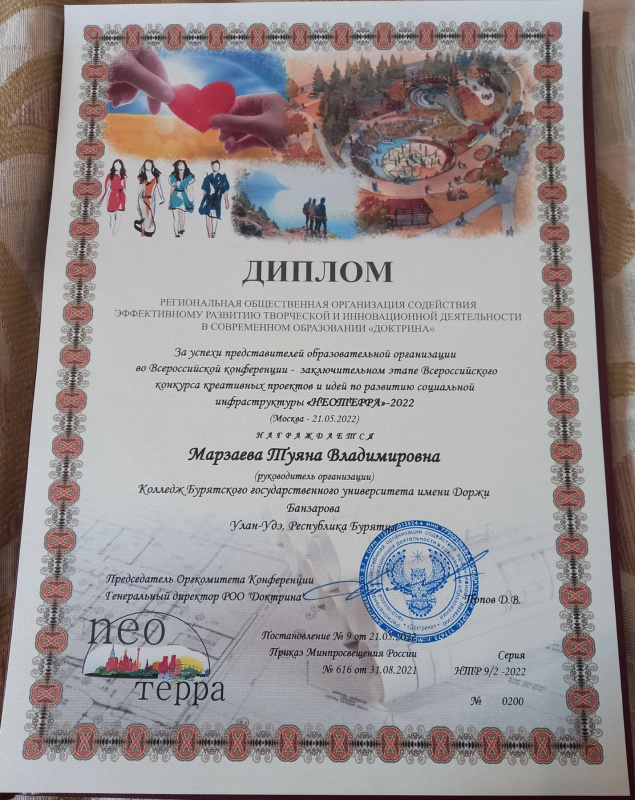 ДИПЛОМ
РЕГИОНАЛЬНАЯ ОБЩЕСТВЕННАЯ ОРГАНИЗАЦИЯ СОДЕЙСТВИЯ
ЭФФЕКТИВНОМУ РАЗВИТИЮ ТВОРЧЕСКОЙ И ИННОВАЦИОННОЙ ДЕЯТЕЛЬНОСТИ
В СОВРЕМЕННОМ ОБРАЗОВАНИИ «ДОКТРИНА»
За успехи представителей образовательной организации
во Всероссийской конференции - заключительном этапе Всероссийского
конкурса креативных проектов и идей по развитию социальной
инфраструктуры «НЕОТЕРРА»-2022
(Москва - 21.05.2022)
НАГРАЖДАЕТСЯ
Марзаева Туяна Владимировна
(руководитель организации)
Колледж Бурятского государственного университета имени Доржи
Банзарова
Улан-Удэ, Республика Бурятия
Председатель Оргкомитета Конференции
Генеральный директор РОО "Доктрина"
Попов Д.В.
neo
терра
Постановление № 9 от 21.05.2022
Приказ Минпросвещения России
№ 616 от 31.08.2021
Серия
НТР 9/2 -2022
№ 0200